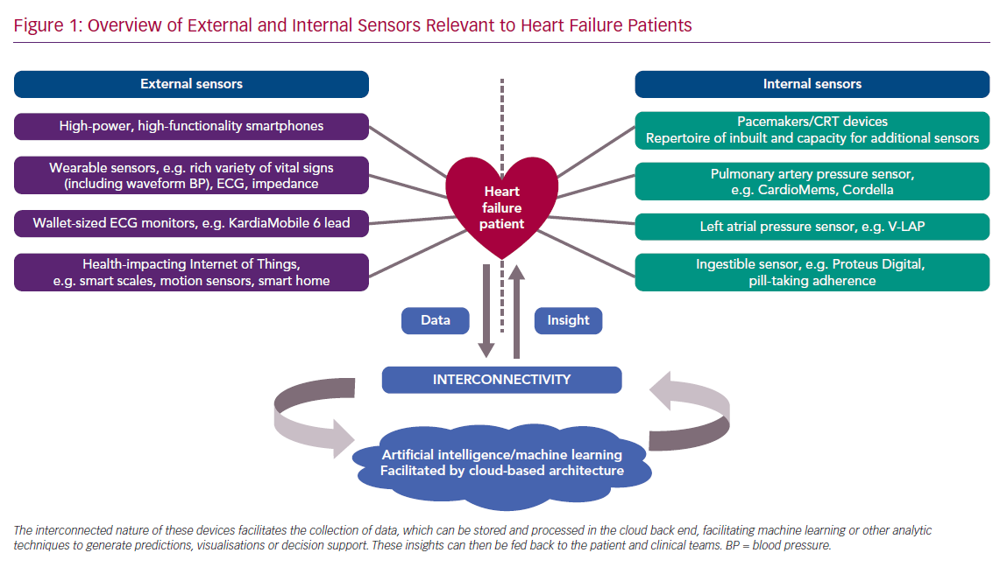 Figure 1: Overview of External and Internal Sensors Relevant to Heart Failure Patients
External sensors
High-power, high-functionality smartphones
Wearable sensors, e.g. rich variety of vital signs
(including waveform BP), ECG, impedance
Wallet-sized ECG monitors, e.g. KardiaMobile 6 lead
Health-impacting Internet of Things,
e.g. smart scales, motion sensors, smart home
Heart
failure
patient
Internal sensors
Pacemakers/CRT devices
Repertoire of inbuilt and capacity for additional sensors
Pulmonary artery pressure sensor,
e.g. CardioMems, Cordella
Left atrial pressure sensor, e.g. V-LAP
Ingestible sensor, e.g. Proteus Digital,
pill-taking adherence
Data
Insight
INTERCONNECTIVITY
Artificial intelligence/machine learning
Facilitated by cloud-based architecture
The interconnected nature of these devices facilitates the collection of data, which can be stored and processed in the cloud back end, facilitating machine learning or other analytic
techniques to generate predictions, visualisations or decision support. These insights can then be fed back to the patient and clinical teams. BP = blood pressure.